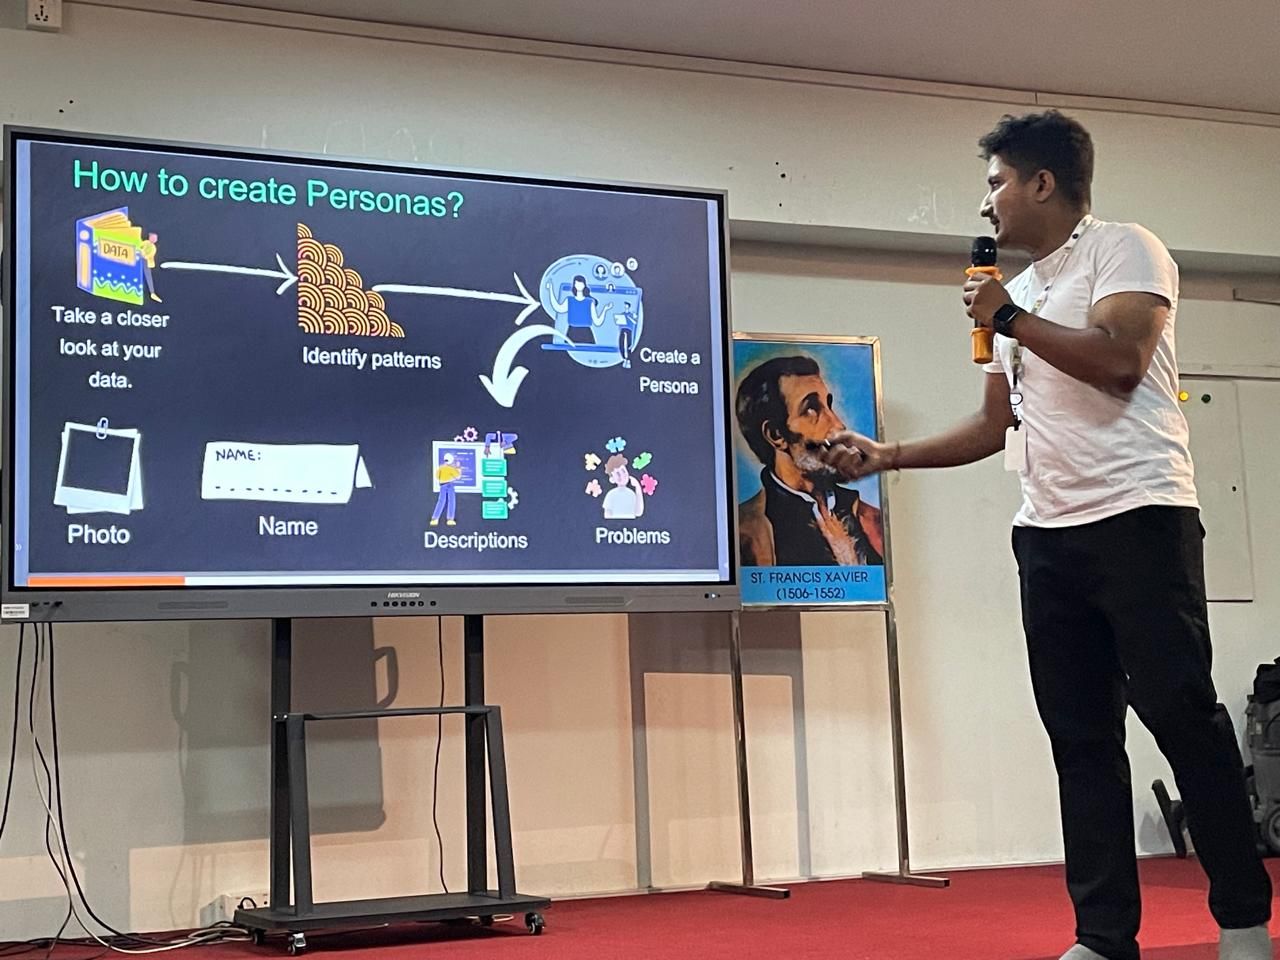 How to create Personas?
DATA
Take a closer
look at your
data.
Identify patterns
Create a
Persona
NAME:
Photo
Name
Descriptions
Problems
HIKVISION
ST. FRANCIS XAVIER
(1506-1552)